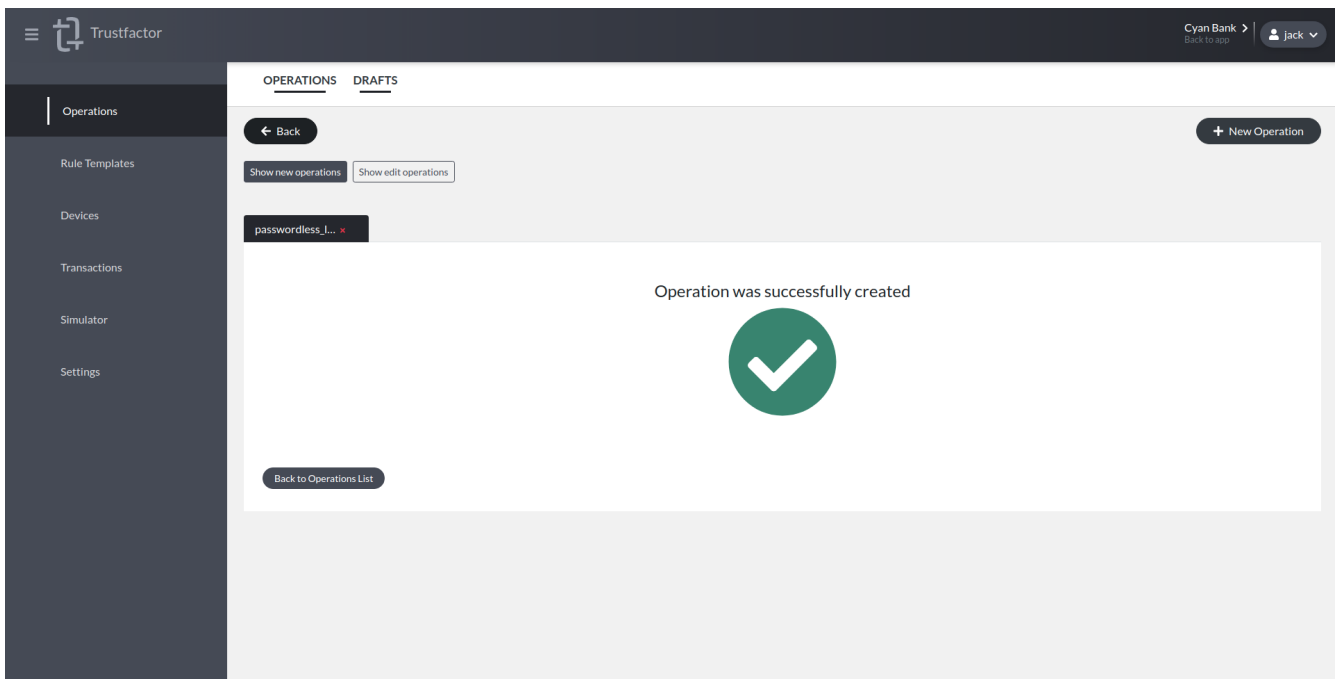 Trustfactor
Cyan Bank
Back to app
jack
OPERATIONS DRAFTS
Operations
Rule Templates
Devices
Transactions
Simulator
Settings
Back
+ New Operation
Show new operations Show edit operations
passwordless_l... ×
Operation was successfully created
Back to Operations List